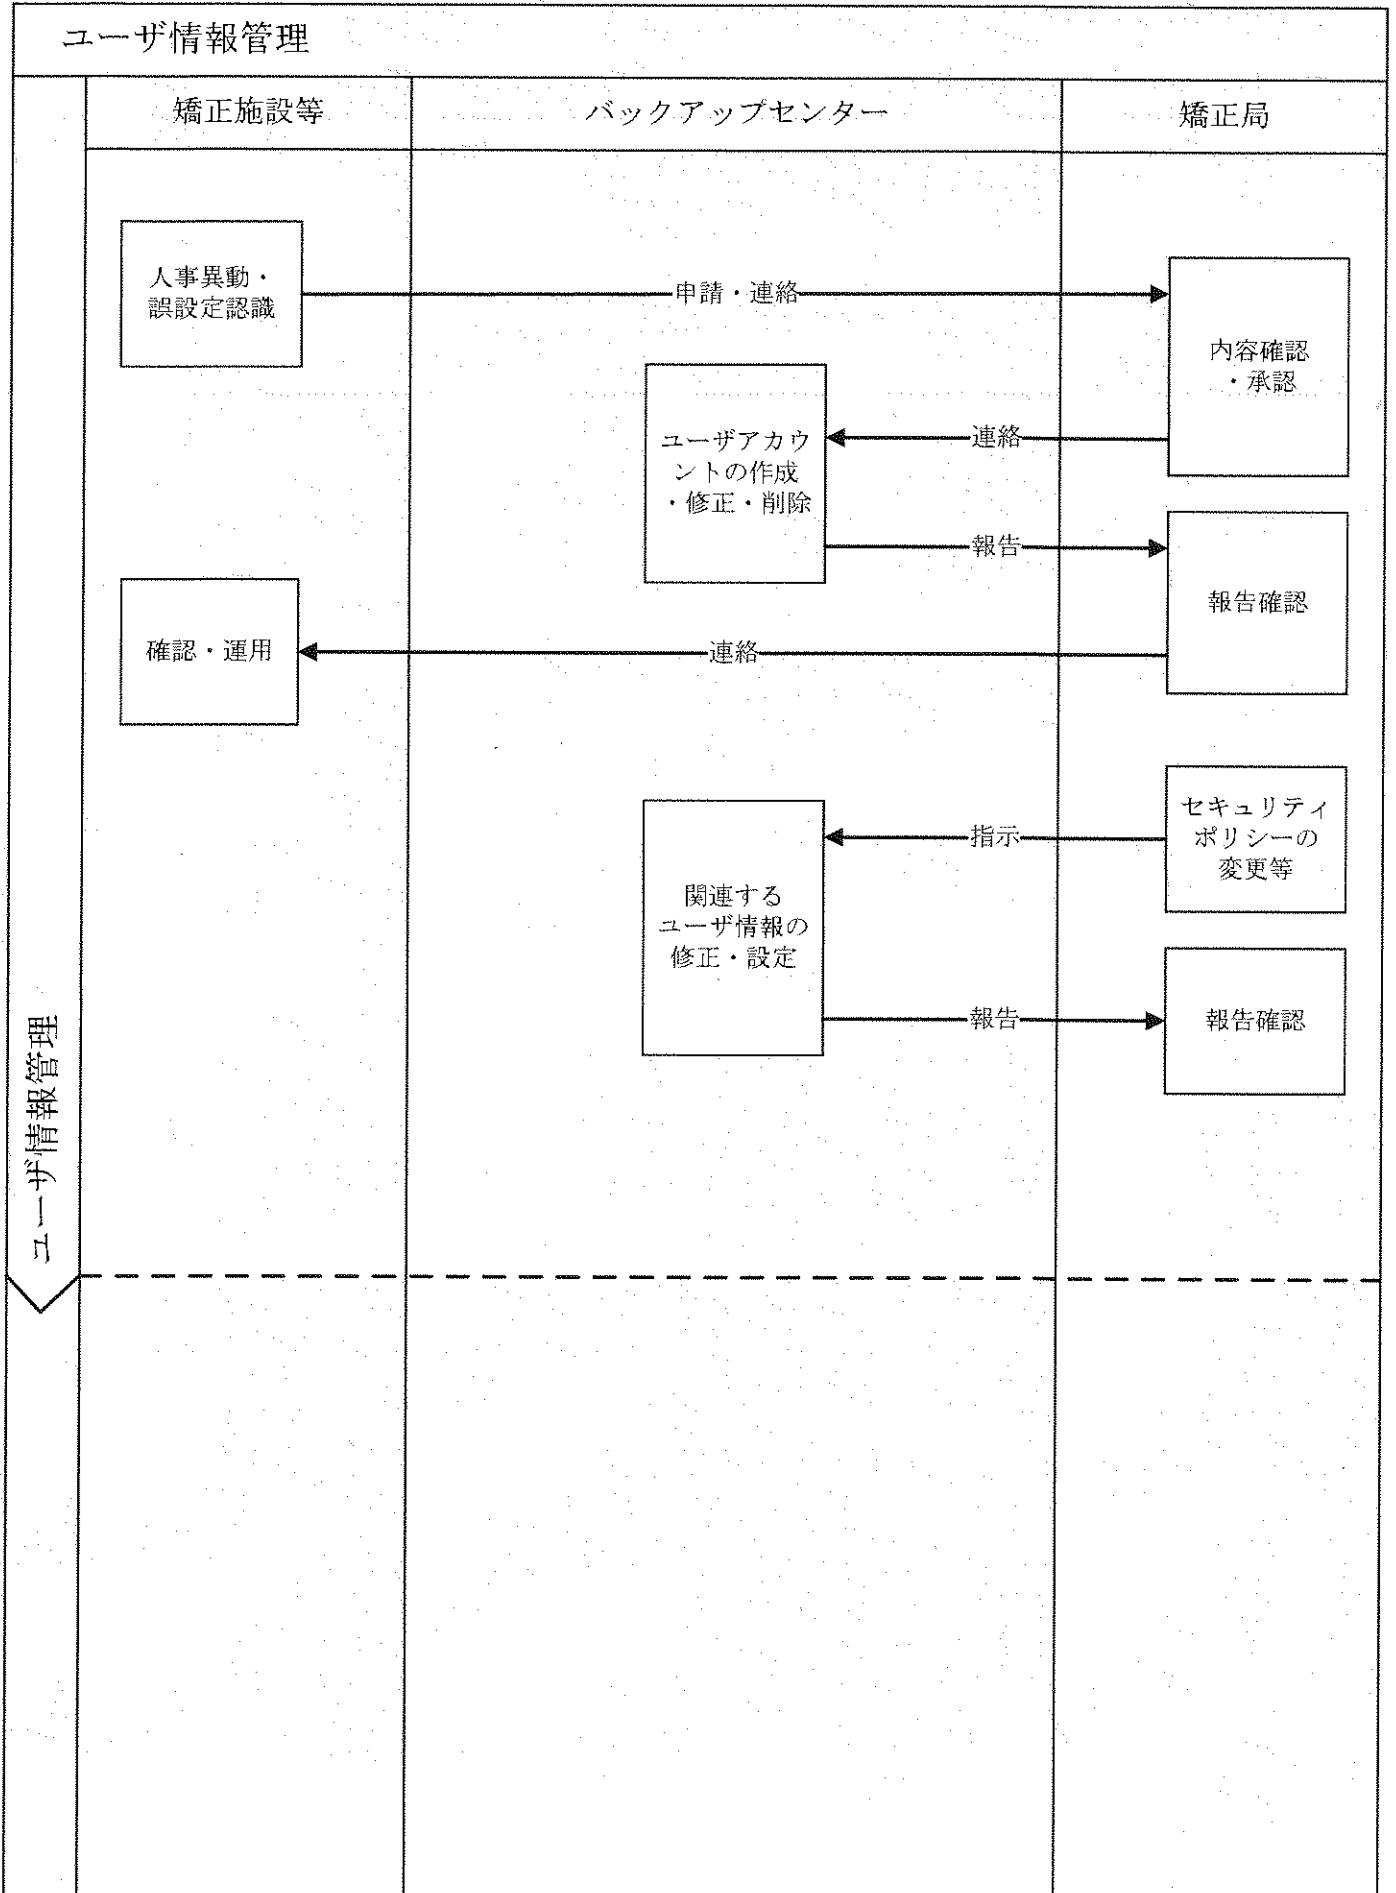 ユーザ情報管理
矯正施設等
バックアップセンター
矯正局
人事異動・
誤設定認識
申請・連絡
内容確認
・承認
連絡
ユーザアカウ
ントの作成
・修正・削除
報告
報告確認
確認・運用
連絡
セキュリティ
ポリシーの
変更等
指示
関連する
ユーザ情報の
修正・設定
報告
報告確認
ユーザ情報管理